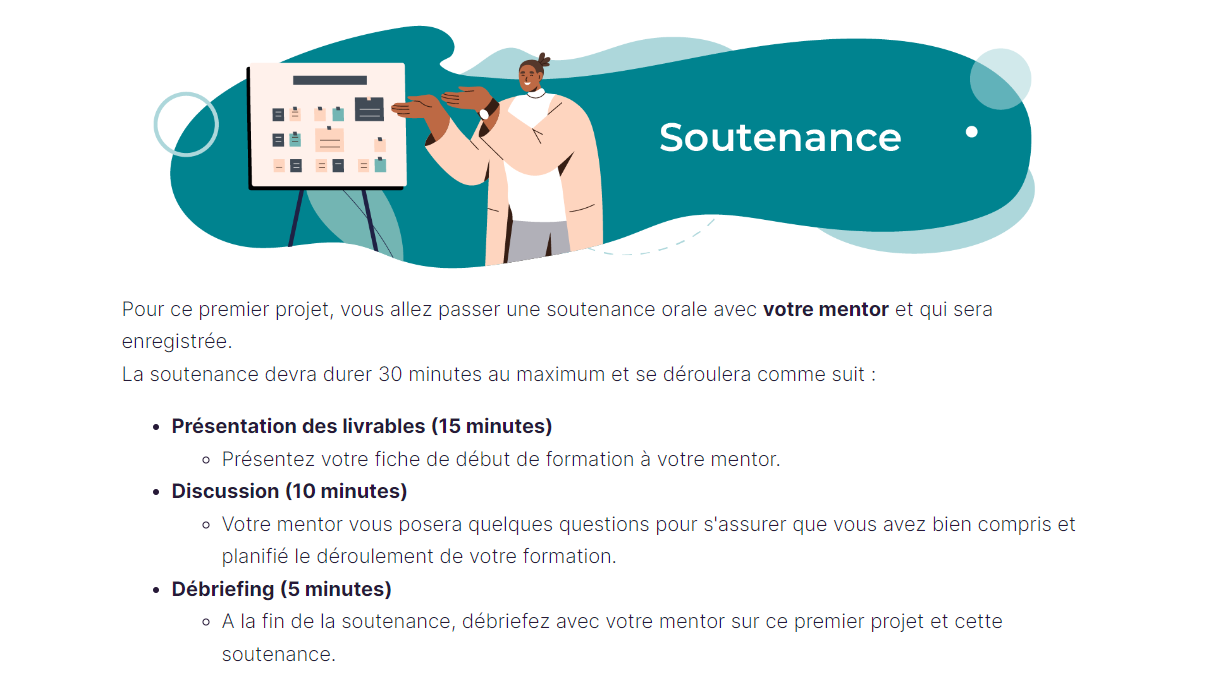 Soutenance
Pour ce premier projet, vous allez passer une soutenance orale avec votre mentor et qui sera
enregistrée.
La soutenance devra durer 30 minutes au maximum et se déroulera comme suit :
• Présentation des livrables (15 minutes)
◦ Présentez votre fiche de début de formation à votre mentor.
• Discussion (10 minutes)
◦ Votre mentor vous posera quelques questions pour s'assurer que vous avez bien compris et
planifié le déroulement de votre formation.
• Débriefing (5 minutes)
◦ A la fin de la soutenance, débriefez avec votre mentor sur ce premier projet et cette
soutenance.